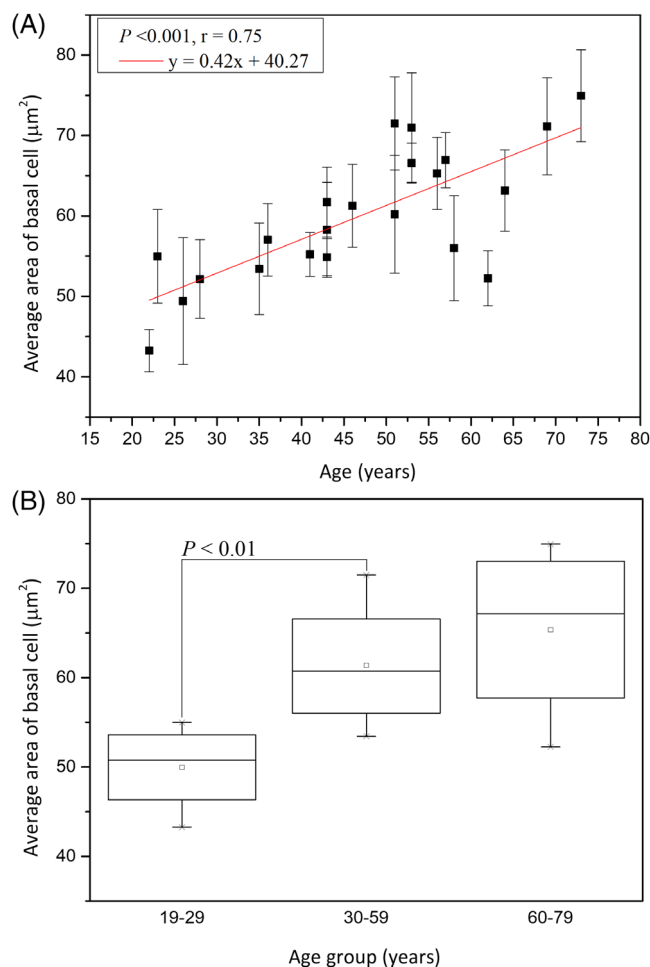 (A)
P <0.001, r = 0.75
y = 0.42x + 40.27
80
70
60
50
40
Average area of basal cell (μm²)
15 20 25 30 35 40 45 50 55 60 65 70 75 80
Age (years)
(B)
80
70
60
50
40
Average area of basal cell (μm²)
P < 0.01
19-29 30-59 60-79
Age group (years)